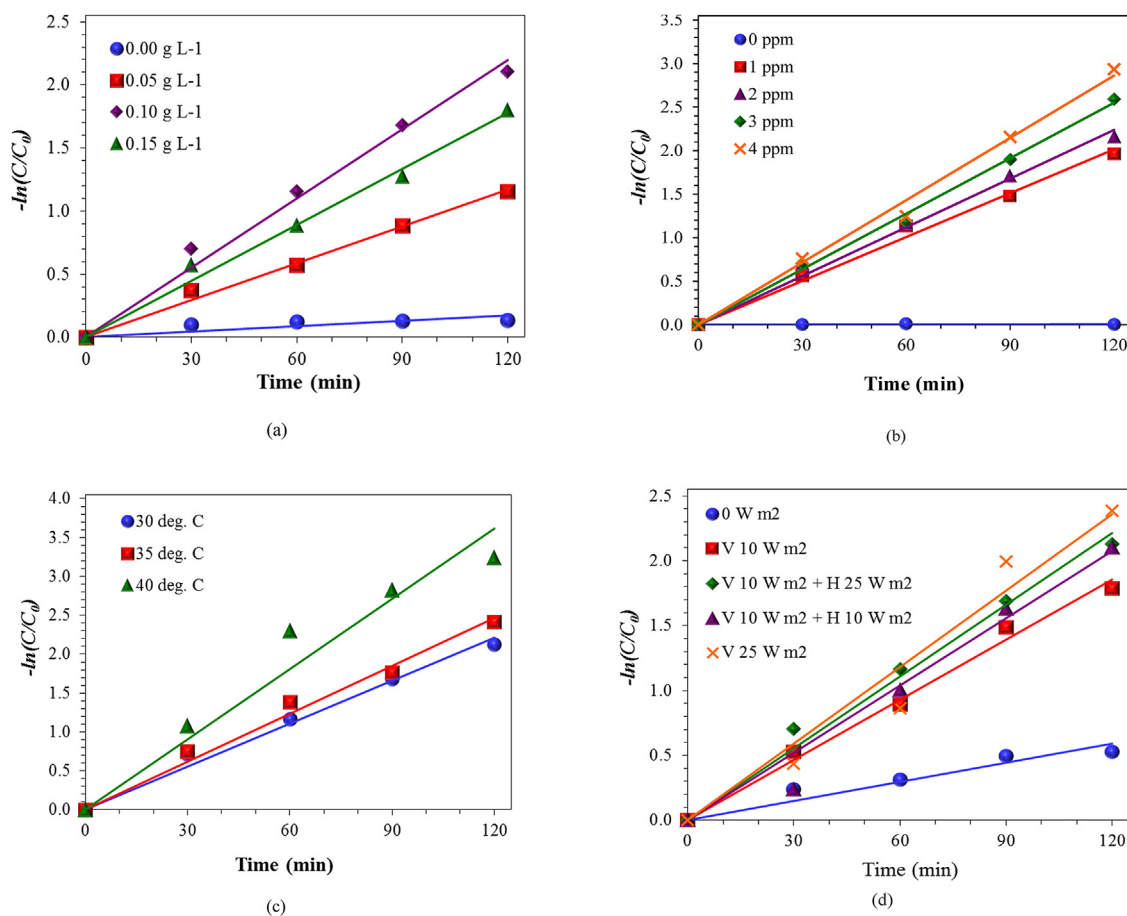 -ln(C/C0)
2.5
2.0
1.5
1.0
0.5
0.0
0.00 g L-1
0.05 g L-1
0.10 g L-1
0.15 g L-1
0 30 60 90 120
Time (min)
(a)
-ln(C/C0)
3.5
3.0
2.5
2.0
1.5
1.0
0.5
0.0
0 ppm
1 ppm
2 ppm
3 ppm
4 ppm
0 30 60 90 120
Time (min)
(b)
-ln(C/C0)
4.0
3.5
3.0
2.5
2.0
1.5
1.0
0.5
0.0
30 deg. C
35 deg. C
40 deg. C
0 30 60 90 120
Time (min)
(c)
-ln(C/C0)
2.5
2.0
1.5
1.0
0.5
0.0
0 W m2
V 10 W m2
V 10 W m2 + H 25 W m2
V 10 W m2 + H 10 W m2
V 25 W m2
0 30 60 90 120
Time (min)
(d)